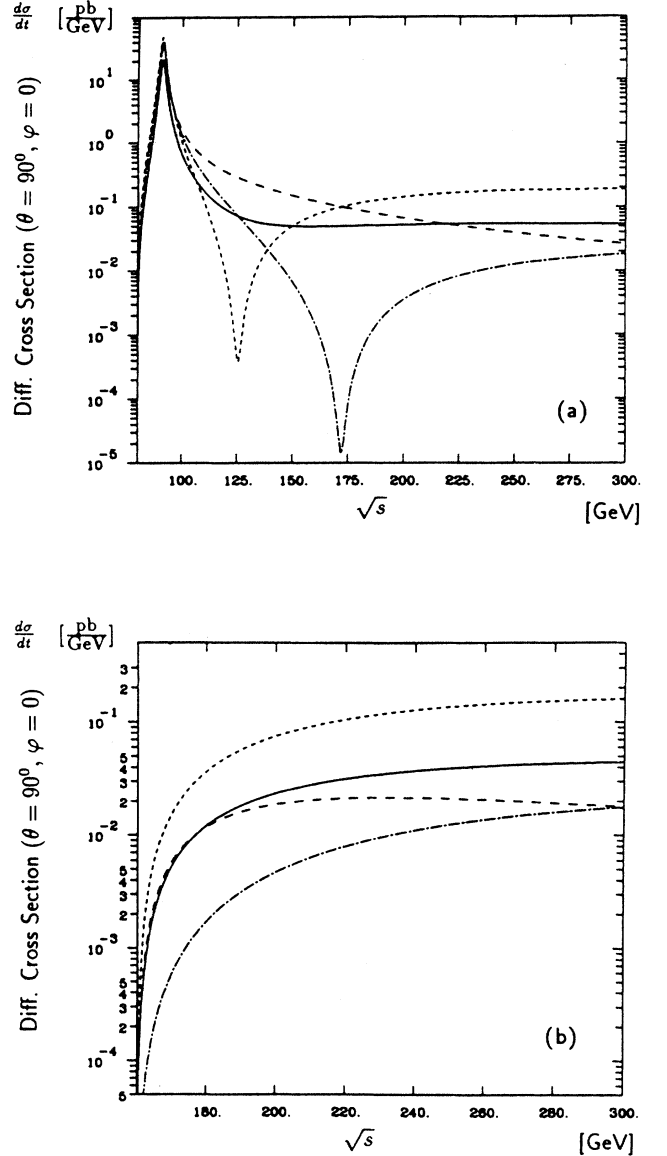 dσ/dt [pb/GeV]
Diff. Cross Section (θ = 90⁰, φ = 0)
10¹
10⁰
10⁻¹
10⁻²
10⁻³
10⁻⁴
10⁻⁵
(a)
100. 125. 150. 175. 200. 225. 250. 275. 300.
√s [GeV]
dσ/dt [pb/GeV]
Diff. Cross Section (θ = 90⁰, φ = 0)
3
2
10⁻¹
5
4
3
2
10⁻²
5
4
3
2
10⁻³
5
4
3
2
10⁻⁴
5
(b)
180. 200. 220. 240. 260. 280. 300.
√s [GeV]